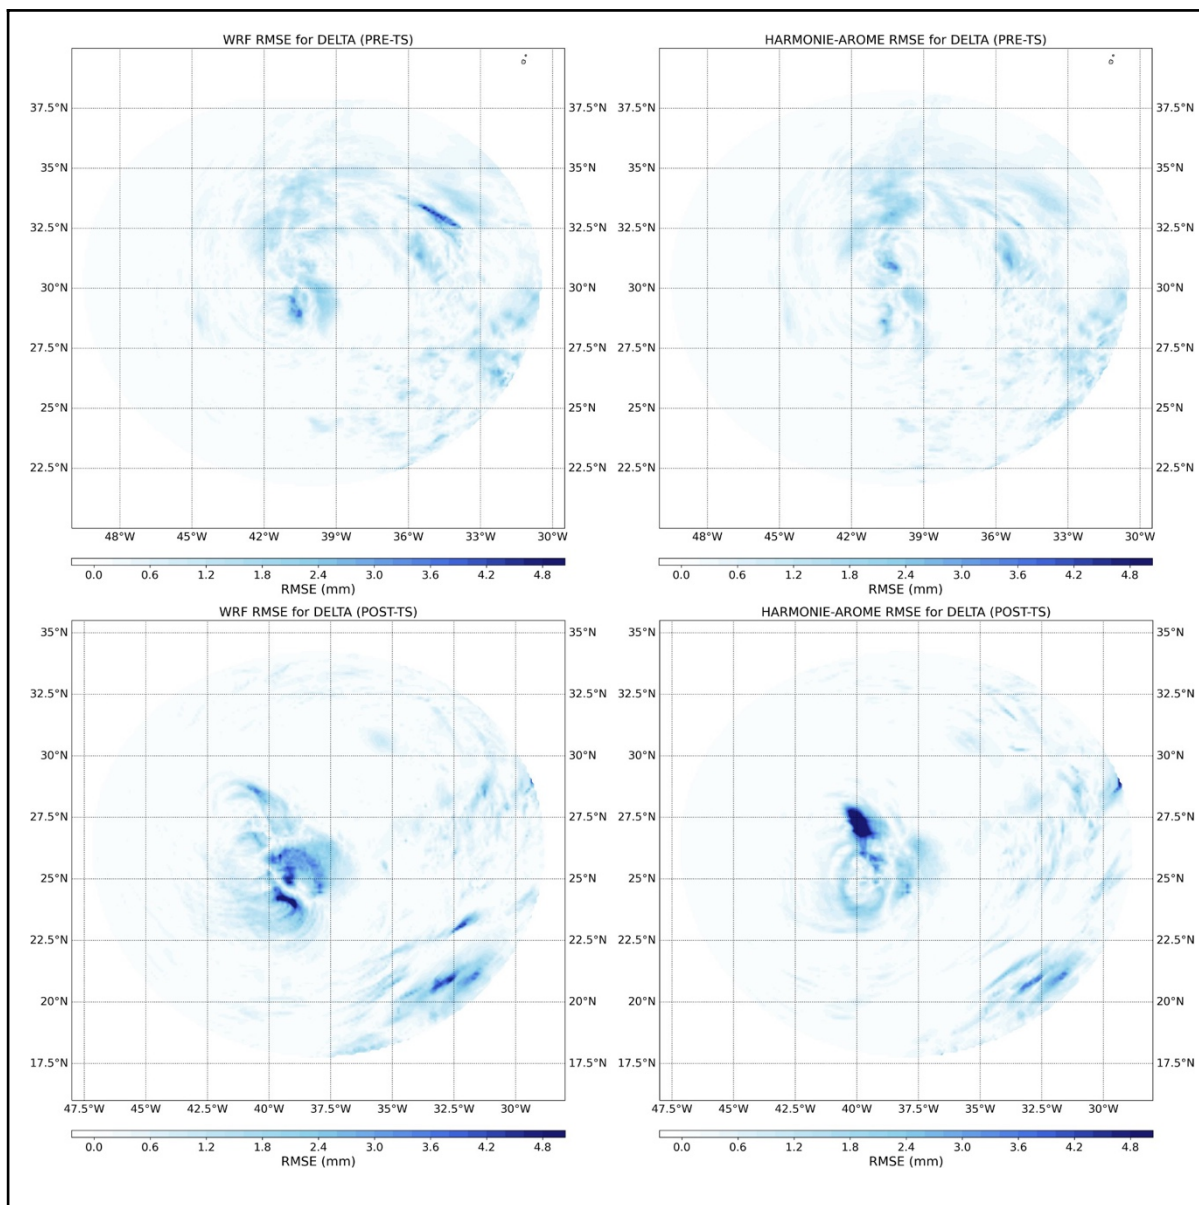 WRF RMSE for DELTA (PRE-TS)
37.5°N 37.5°N
35°N 35°N
32.5°N 32.5°N
30°N 30°N
27.5°N 27.5°N
25°N 25°N
22.5°N 22.5°N
48°W 45°W 42°W 39°W 36°W 33°W 30°W
0.0 0.6 1.2 1.8 2.4 3.0 3.6 4.2 4.8
RMSE (mm)
HARMONIE-AROME RMSE for DELTA (PRE-TS)
37.5°N 37.5°N
35°N 35°N
32.5°N 32.5°N
30°N 30°N
27.5°N 27.5°N
25°N 25°N
22.5°N 22.5°N
48°W 45°W 42°W 39°W 36°W 33°W 30°W
0.0 0.6 1.2 1.8 2.4 3.0 3.6 4.2 4.8
RMSE (mm)
WRF RMSE for DELTA (POST-TS)
35°N 35°N
32.5°N 32.5°N
30°N 30°N
27.5°N 27.5°N
25°N 25°N
22.5°N 22.5°N
20°N 20°N
17.5°N 17.5°N
47.5°W 45°W 42.5°W 40°W 37.5°W 35°W 32.5°W 30°W
0.0 0.6 1.2 1.8 2.4 3.0 3.6 4.2 4.8
RMSE (mm)
HARMONIE-AROME RMSE for DELTA (POST-TS)
35°N 35°N
32.5°N 32.5°N
30°N 30°N
27.5°N 27.5°N
25°N 25°N
22.5°N 22.5°N
20°N 20°N
17.5°N 17.5°N
47.5°W 45°W 42.5°W 40°W 37.5°W 35°W 32.5°W 30°W
0.0 0.6 1.2 1.8 2.4 3.0 3.6 4.2 4.8
RMSE (mm)